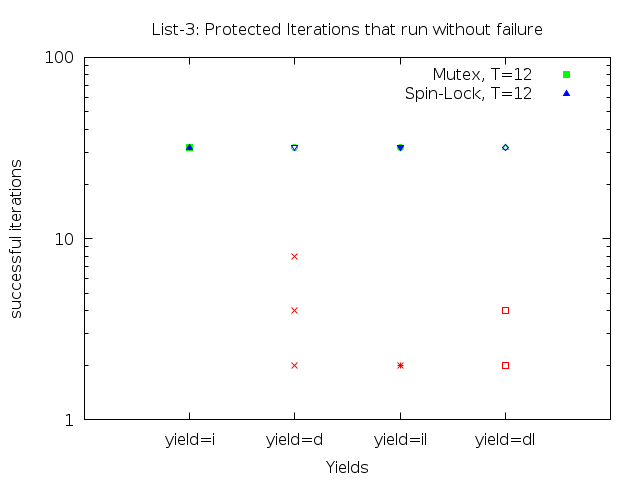 List-3: Protected Iterations that run without failure
100
Mutex, T=12
Spin-Lock, T=12
successful iterations
10
1
yield=i yield=d yield=il yield=dl
Yields